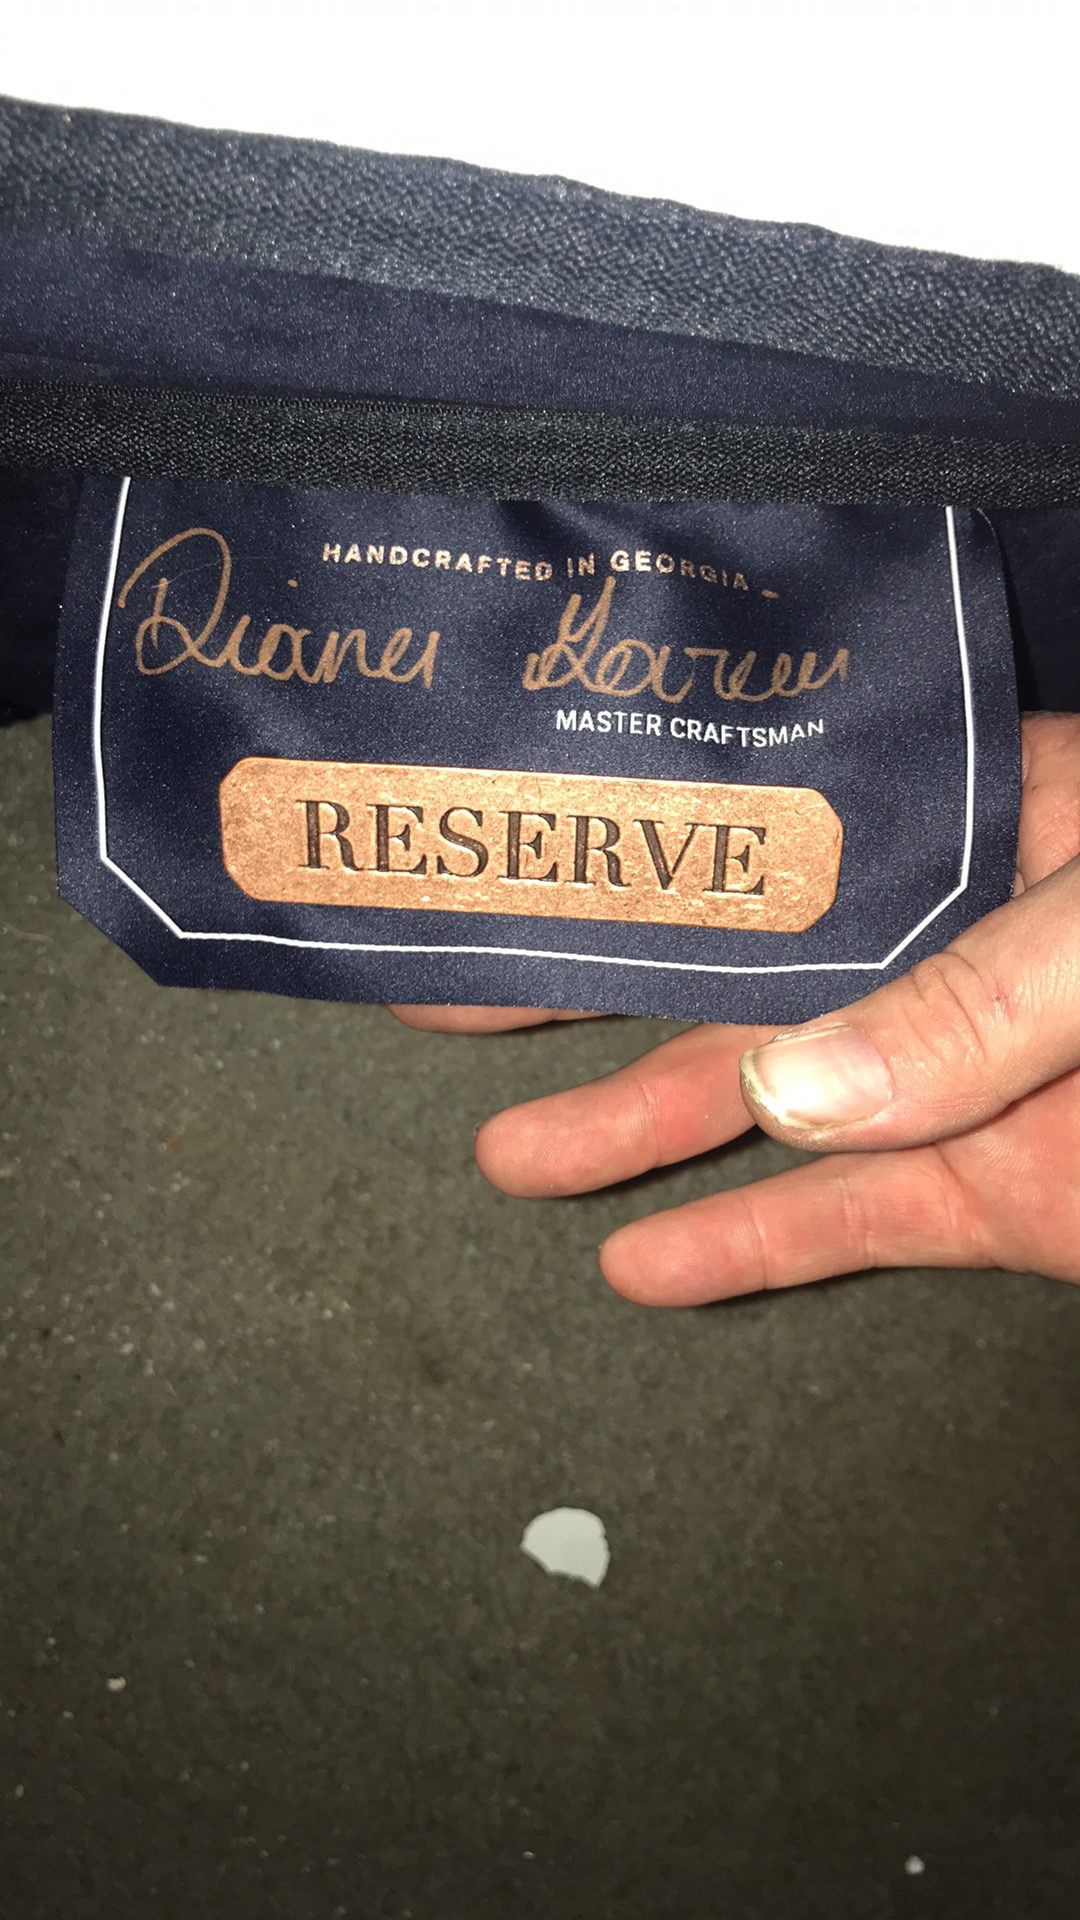 HANDCRAFTED IN GEORGIA
MASTER CRAFTSMAN
RESERVE